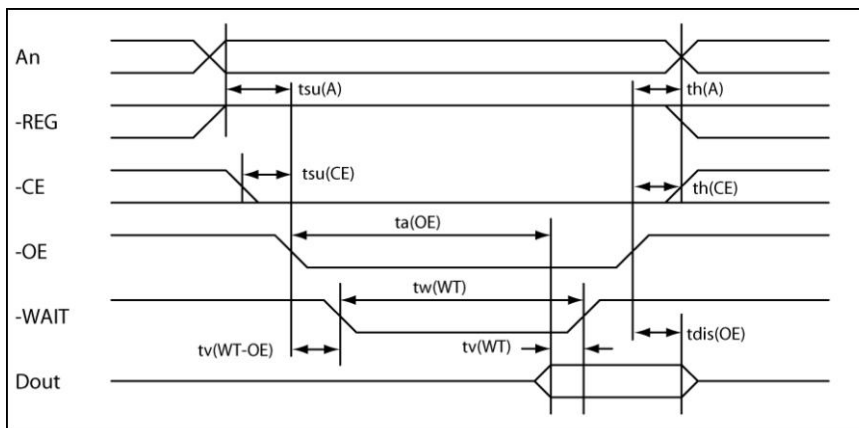 An
tsu(A)
th(A)
-REG
tsu(CE)
-CE
th(CE)
ta(OE)
-OE
tw(WT)
-WAIT
tv(WT-OE)
tv(WT)
tdis(OE)
Dout